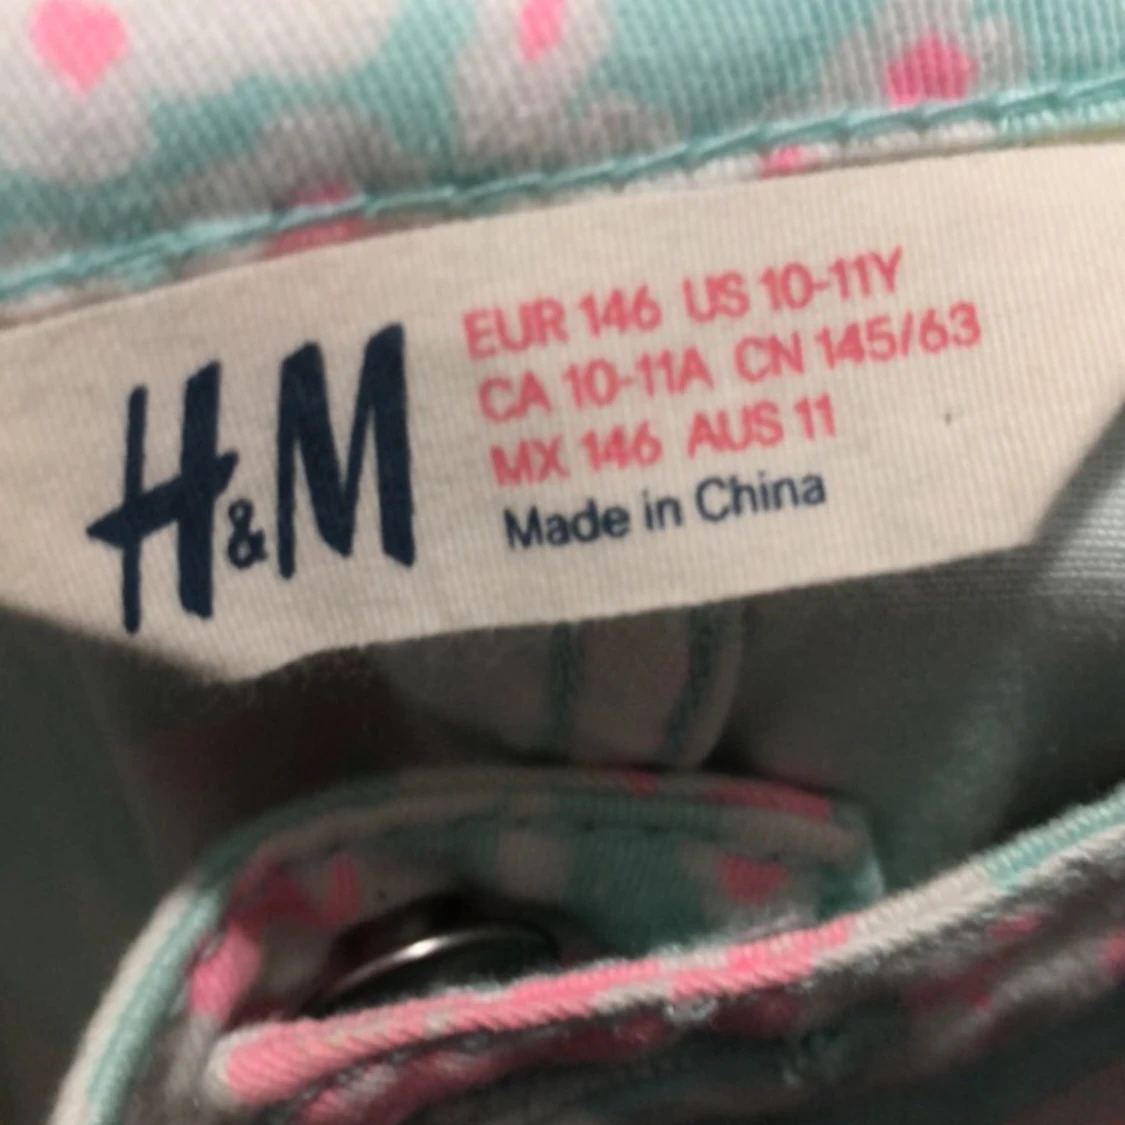 H&M
EUR 146 US 10-11Y
CA 10-11A CN 145/63
MX 146 AUS 11
Made in China